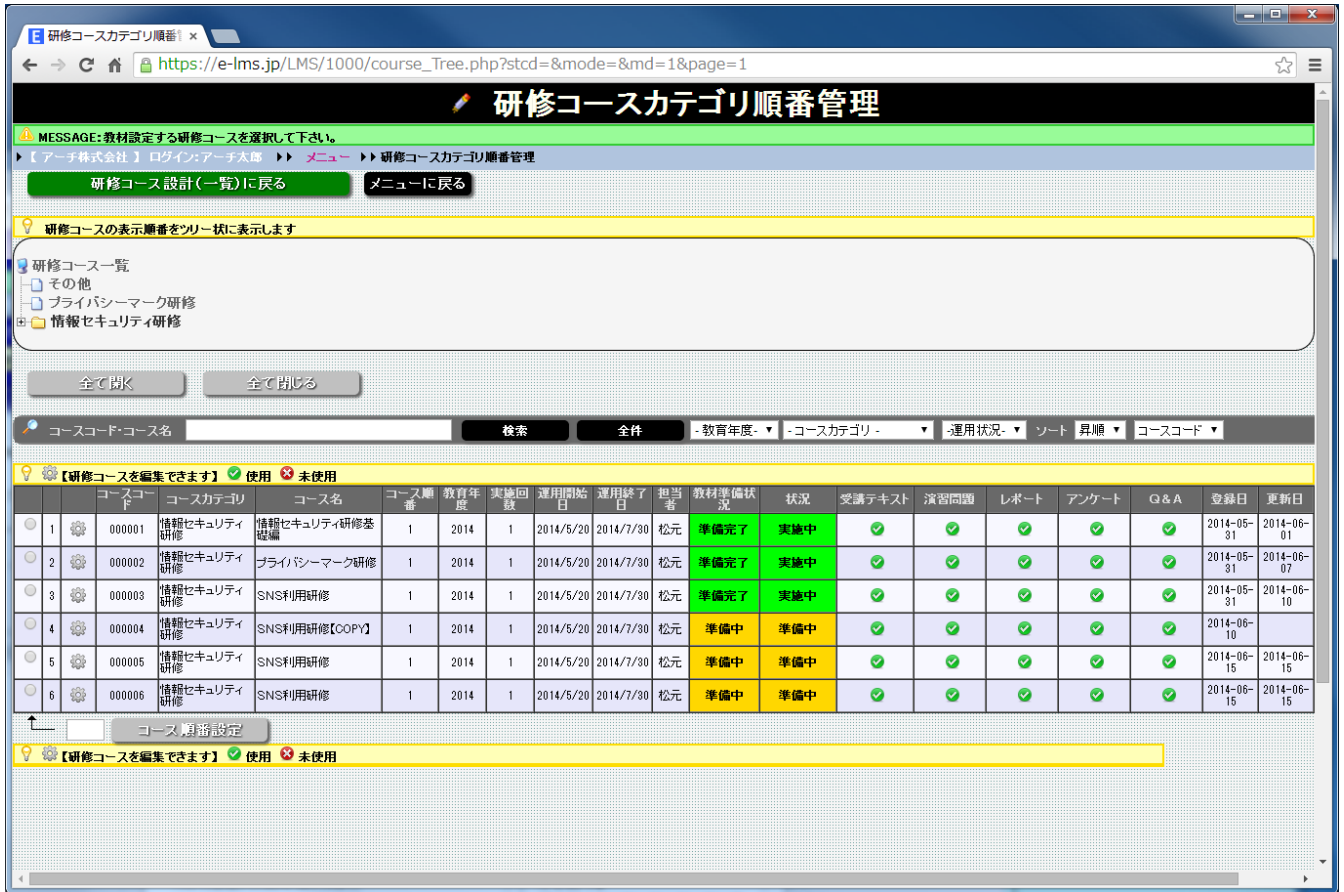 研修コースカテゴリ順番 ×
https://e-lms.jp/LMS/1000/course_Tree.php?stcd=&mode=&md=1&page=1
研修コースカテゴリ順番管理
MESSAGE:教材設定する研修コースを選択して下さい。
【 アーチ株式会社 】 ログイン:アーチ太郎 メニュー 研修コースカテゴリ順番管理
研修コース設計(一覧)に戻る メニューに戻る
研修コースの表示順番をツリー状に表示します
研修コース一覧
その他
プライバシーマーク研修
情報セキュリティ研修
全て開く 全て閉じる
コースコード・コース名 検索 全件 - 教育年度- - コースカテゴリ - -運用状況- ソート 昇順 コースコード
【研修コースを編集できます】 使用 未使用
コースコード コースカテゴリ コース名 コース順番 教育年度 実施回数 運用開始日 運用終了日 担当者 教材準備状況 状況 受講テキスト 演習問題 レポート アンケート Q&A 登録日 更新日
1 000001 情報セキュリティ研修 情報セキュリティ研修基礎編 1 2014 1 2014/5/20 2014/7/30 松元 準備完了 実施中 2014-05-31 2014-06-01
2 000002 情報セキュリティ研修 プライバシーマーク研修 1 2014 1 2014/5/20 2014/7/30 松元 準備完了 実施中 2014-05-31 2014-06-07
3 000003 情報セキュリティ研修 SNS利用研修 1 2014 1 2014/5/20 2014/7/30 松元 準備完了 実施中 2014-05-31 2014-06-10
4 000004 情報セキュリティ研修 SNS利用研修【COPY】 1 2014 1 2014/5/20 2014/7/30 松元 準備中 準備中 2014-06-10
5 000005 情報セキュリティ研修 SNS利用研修 1 2014 1 2014/5/20 2014/7/30 松元 準備中 準備中 2014-06-15 2014-06-15
6 000006 情報セキュリティ研修 SNS利用研修 1 2014 1 2014/5/20 2014/7/30 松元 準備中 準備中 2014-06-15 2014-06-15
コース順番設定
【研修コースを編集できます】 使用 未使用